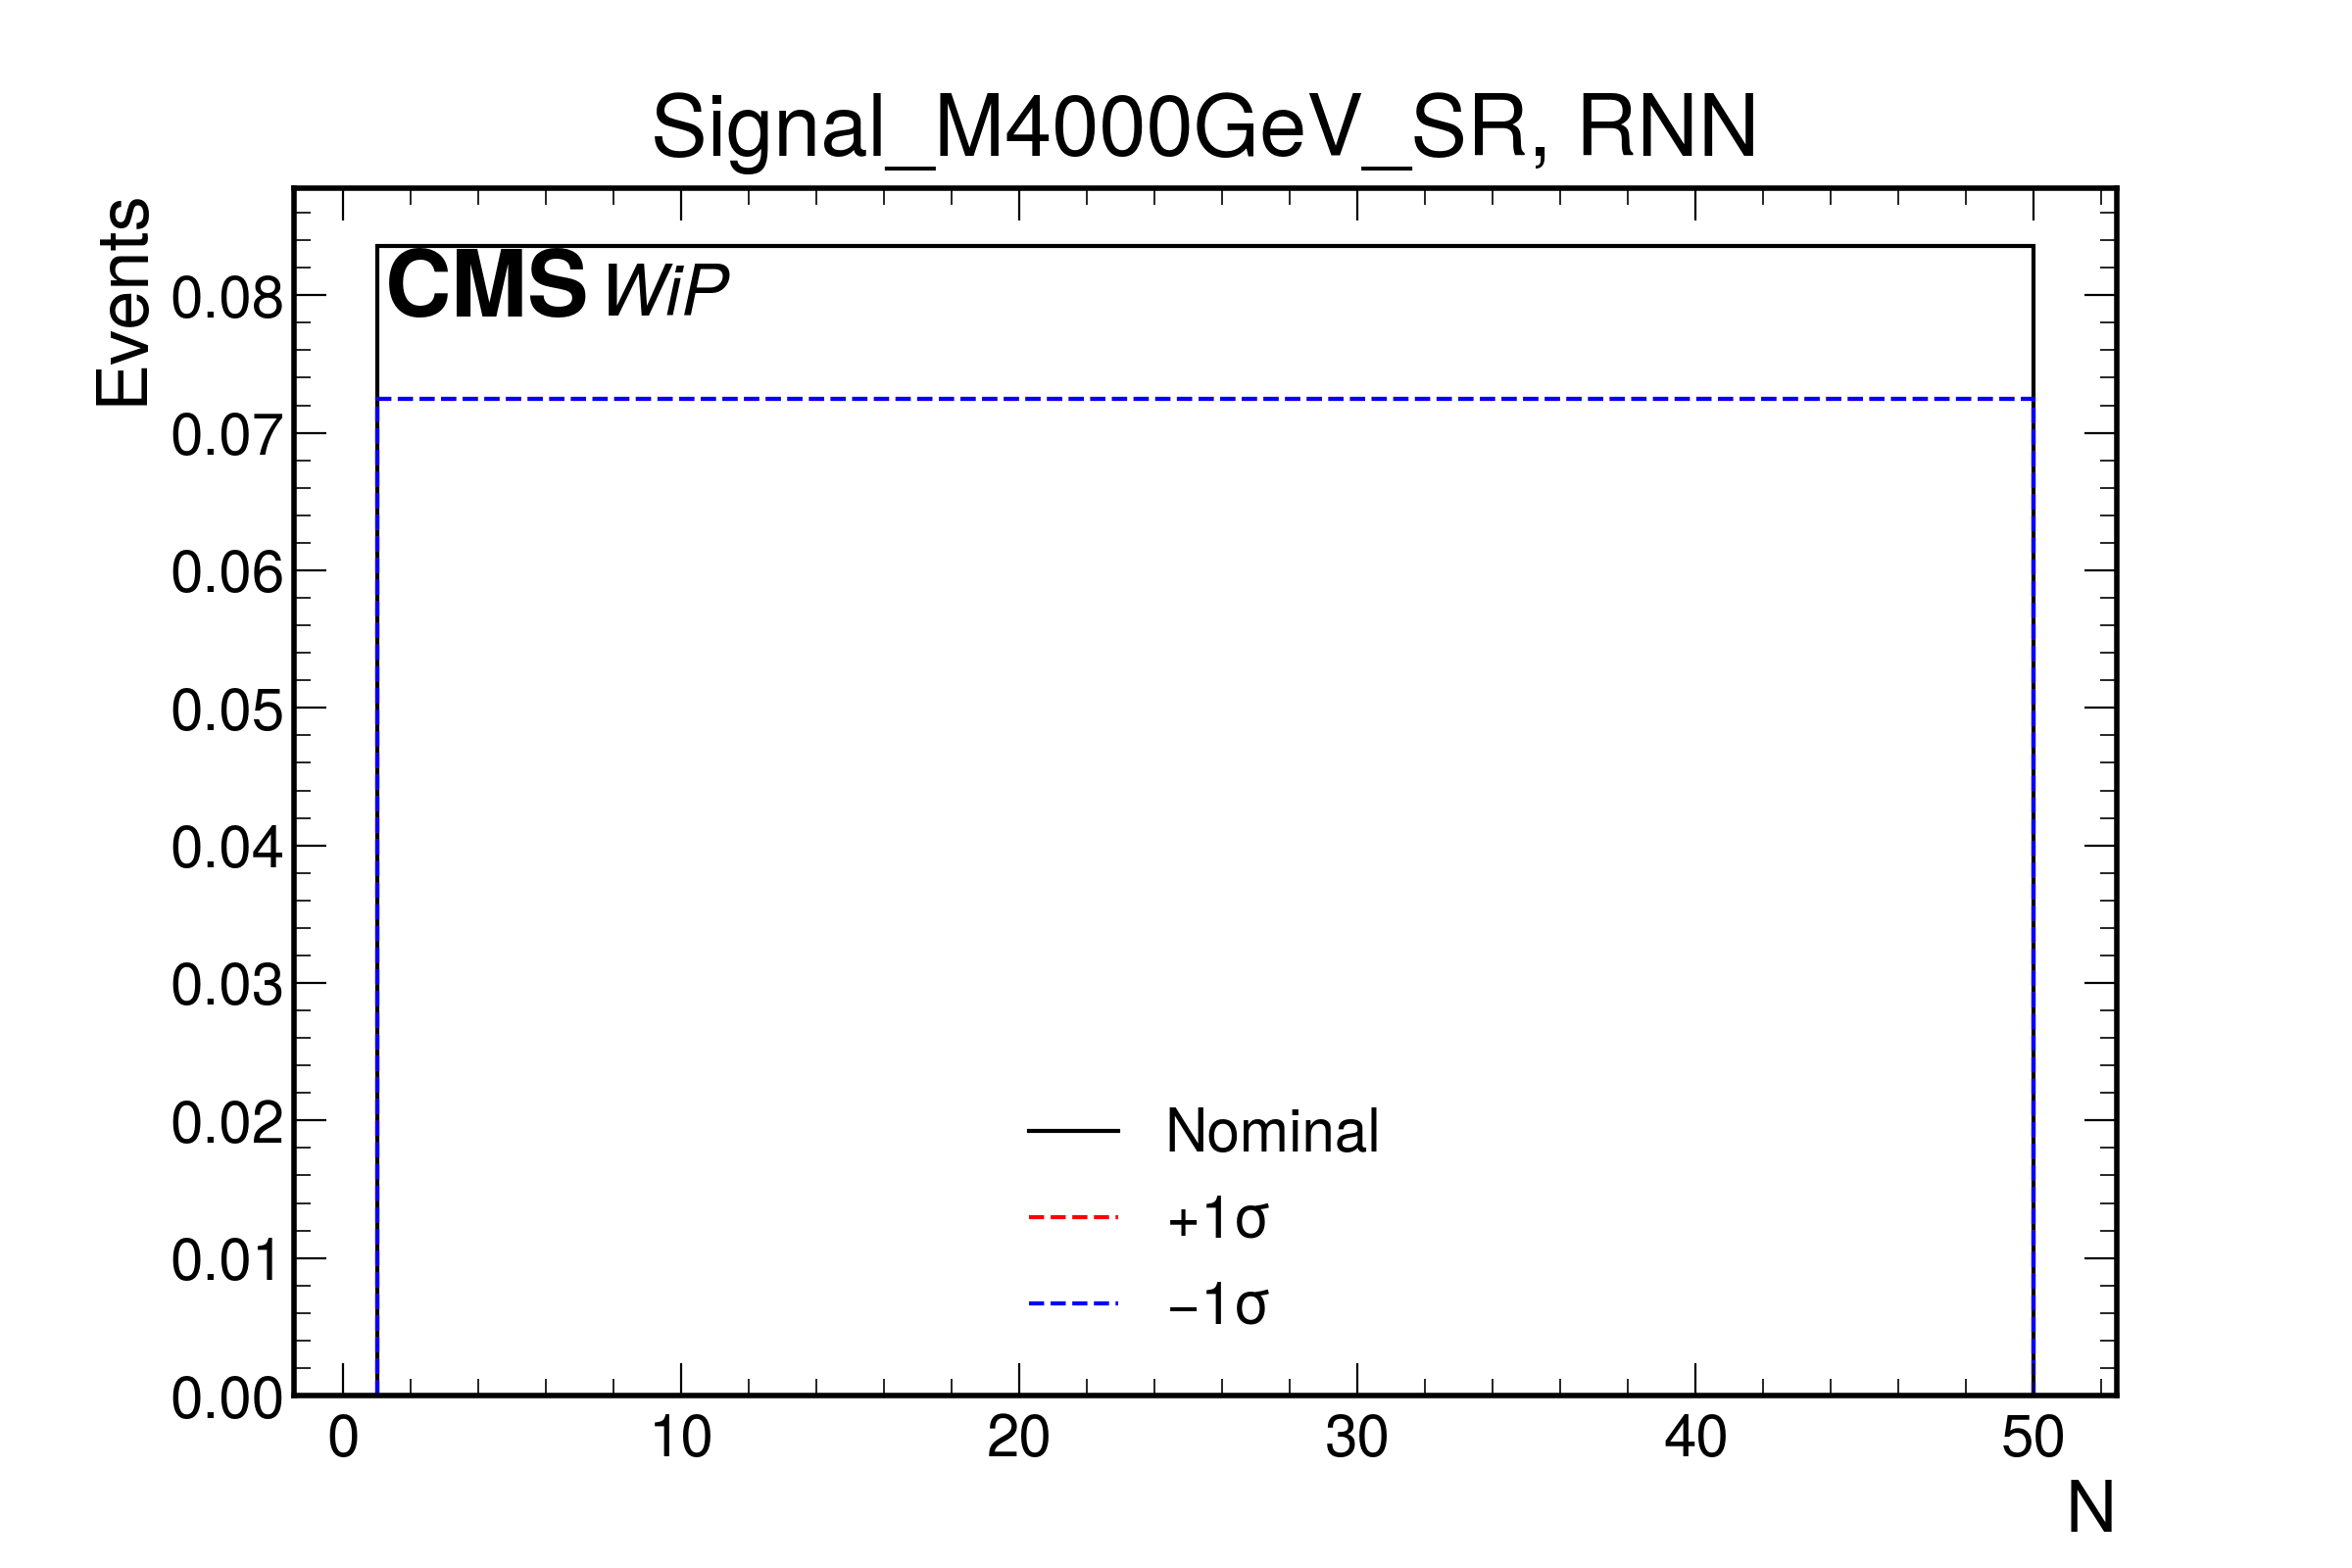 Signal_M4000GeV_SR, RNN
Events
CMS WiP
0.08
0.07
0.06
0.05
0.04
0.03
0.02
0.01
0.00
Nominal
+1σ
−1σ
0 10 20 30 40 50
N